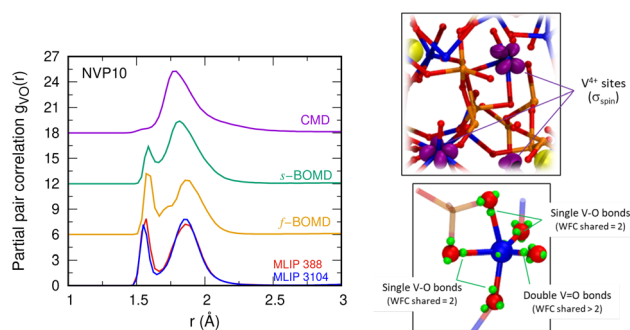 Partial pair correlation g_VO(r)
27
24
21
18
15
12
9
6
3
0
NVP10
CMD
s-BOMD
f-BOMD
MLIP 388
MLIP 3104
1 1.5 2 2.5 3
r (Å)
V⁴⁺ sites
(σ_spin)
Single V-O bonds
(WFC shared = 2)
Single V-O bonds
(WFC shared = 2)
Double V=O bonds
(WFC shared > 2)